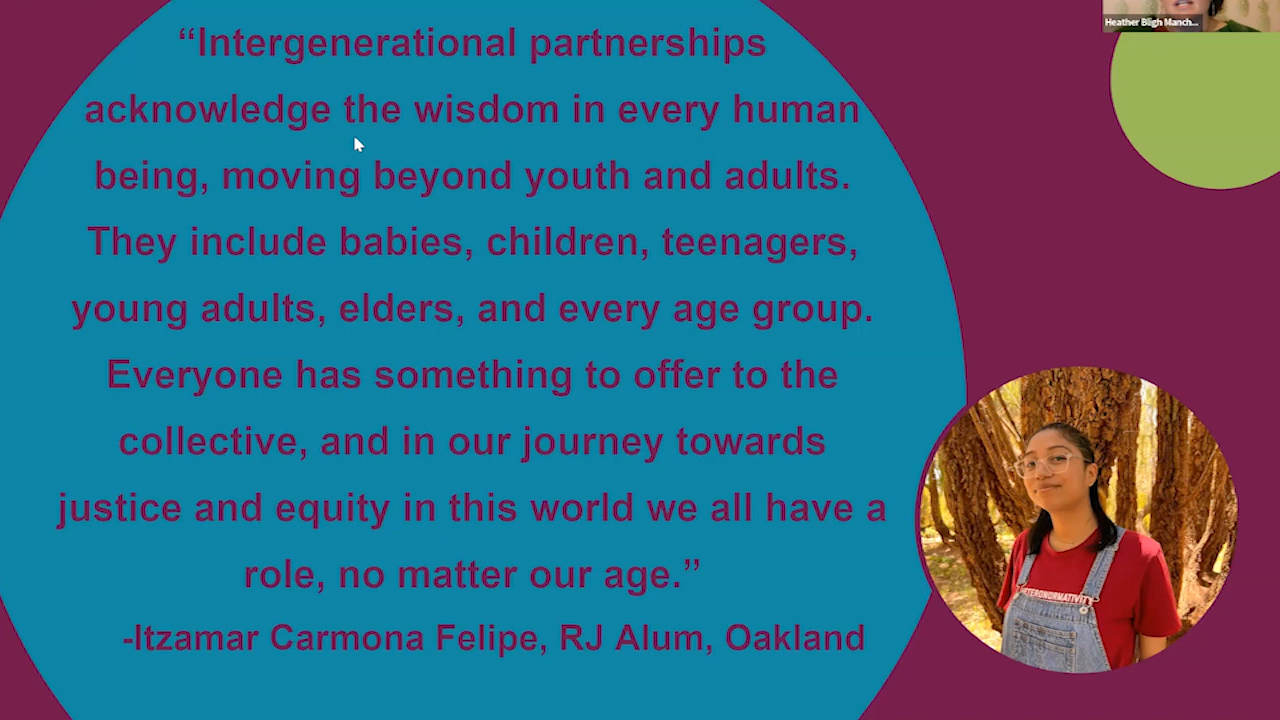 Heather Bligh Manch...
“Intergenerational partnerships
acknowledge the wisdom in every human
being, moving beyond youth and adults.
They include babies, children, teenagers,
young adults, elders, and every age group.
Everyone has something to offer to the
collective, and in our journey towards
justice and equity in this world we all have a
role, no matter our age.”
-Itzamar Carmona Felipe, RJ Alum, Oakland